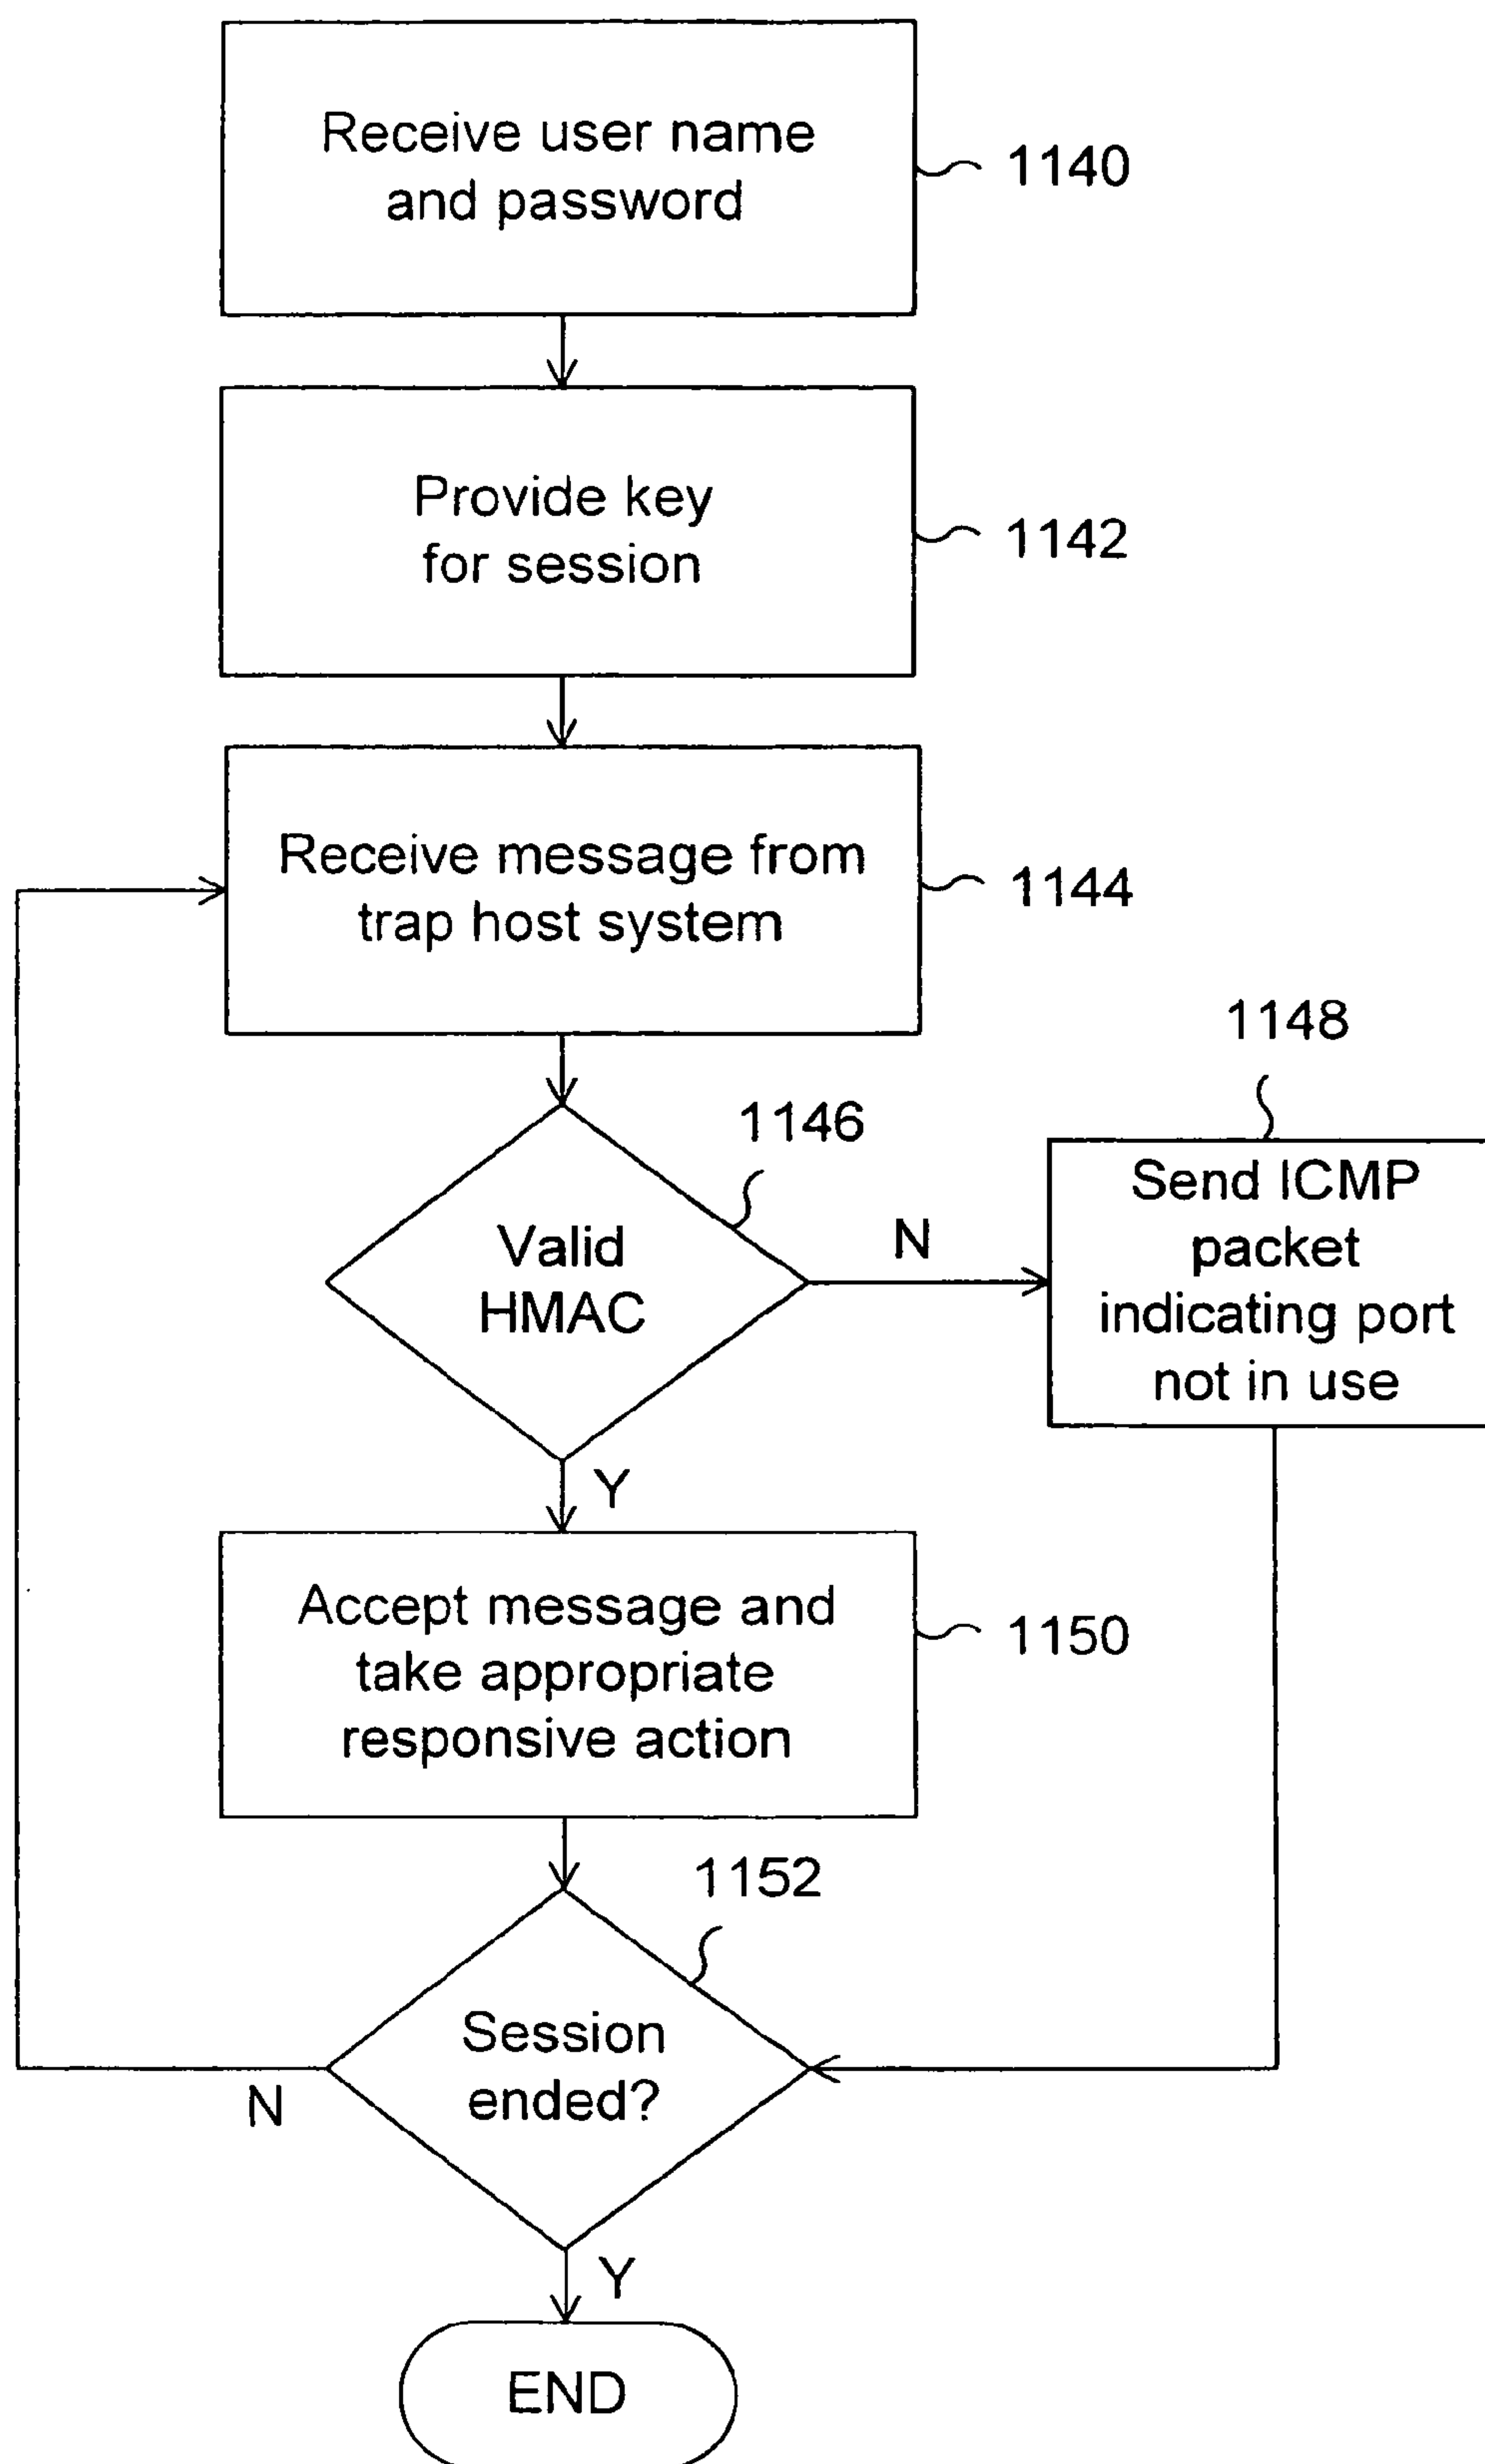 Receive user name
and password
1140
Provide key
for session
1142
Receive message from
trap host system
1144
1148
1146
Valid
HMAC
N
Send ICMP
packet
indicating port
not in use
Y
Accept message and
take appropriate
responsive action
1150
1152
Session
ended?
N
Y
END